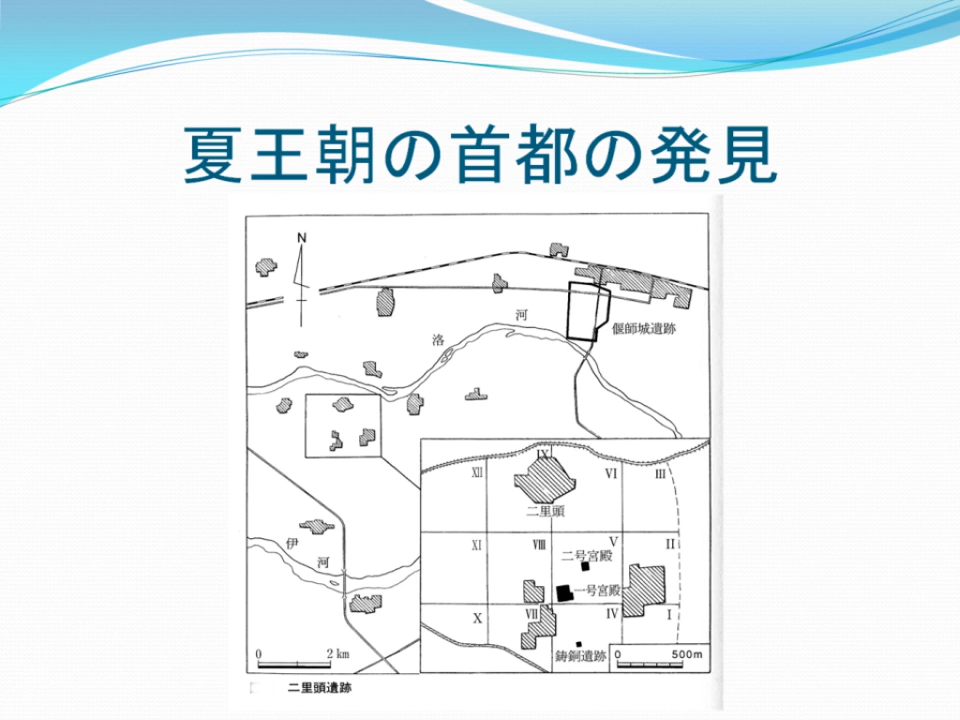 夏王朝の首都の発見
N
河
洛
偃師城遺跡
伊
河
0 2 km
XII
IX
VI
III
二里頭
XI
VIII
V
II
二号宮殿
一号宮殿
X
VII
IV
I
鋳銅遺跡
0 500m
二里頭遺跡